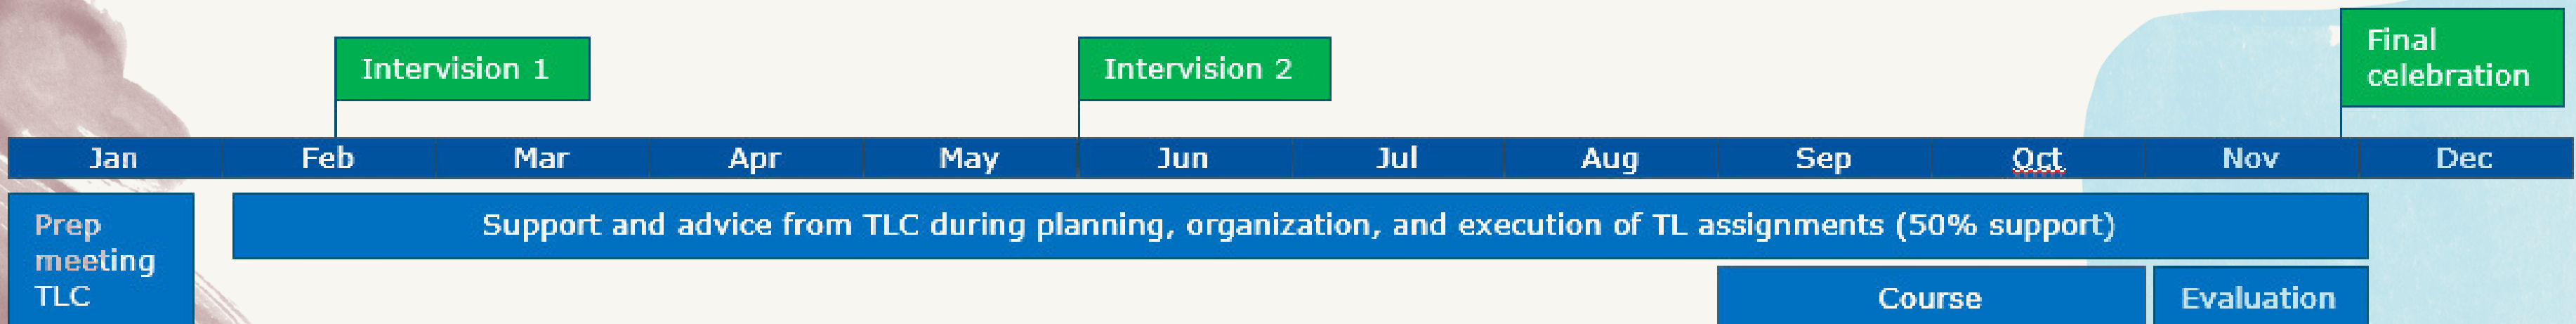 Intervision 1
Intervision 2
Final
celebration
Jan Feb Mar Apr May Jun Jul Aug Sep Oct Nov Dec
Prep
meeting
TLC
Support and advice from TLC during planning, organization, and execution of TL assignments (50% support)
Course
Evaluation